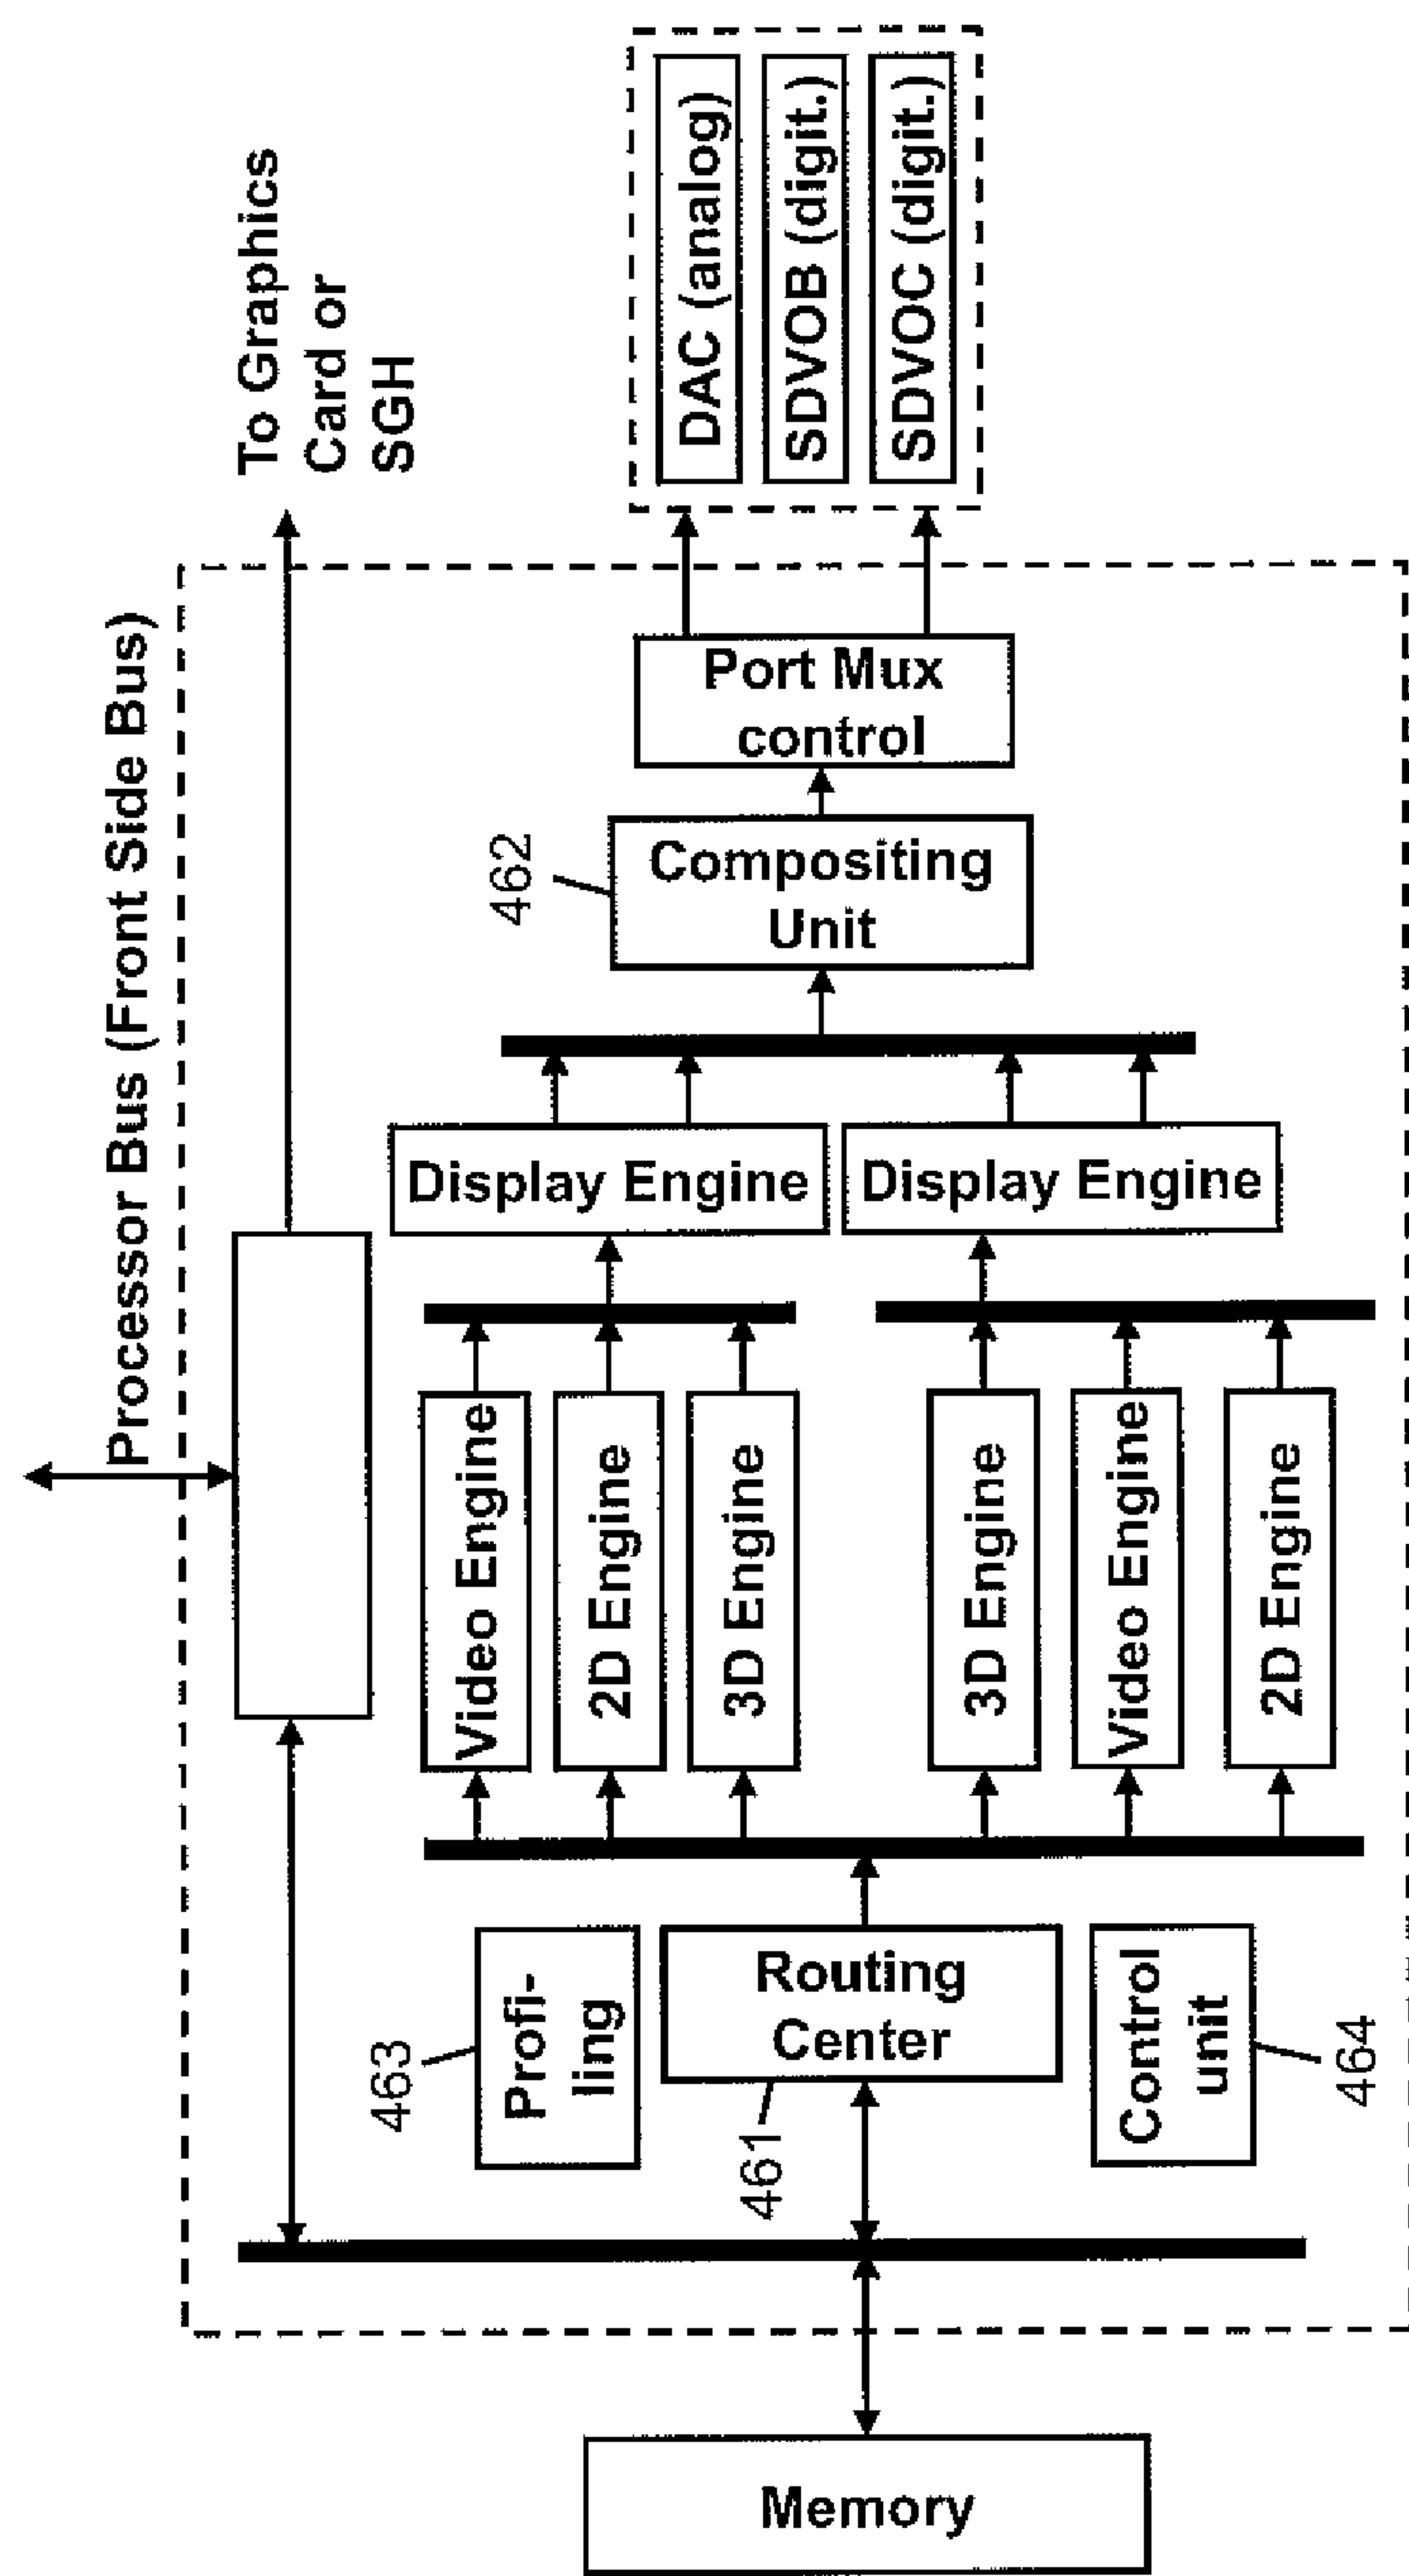 Processor Bus (Front Side Bus)
To Graphics
Card or
SGH
DAC (analog)
SDVOB (digit.)
SDVOC (digit.)
Port Mux
control
462
Compositing
Unit
Display Engine
Display Engine
Video Engine
2D Engine
3D Engine
3D Engine
Video Engine
2D Engine
463
Profi-
ling
461
Routing
Center
Control
unit
464
Memory